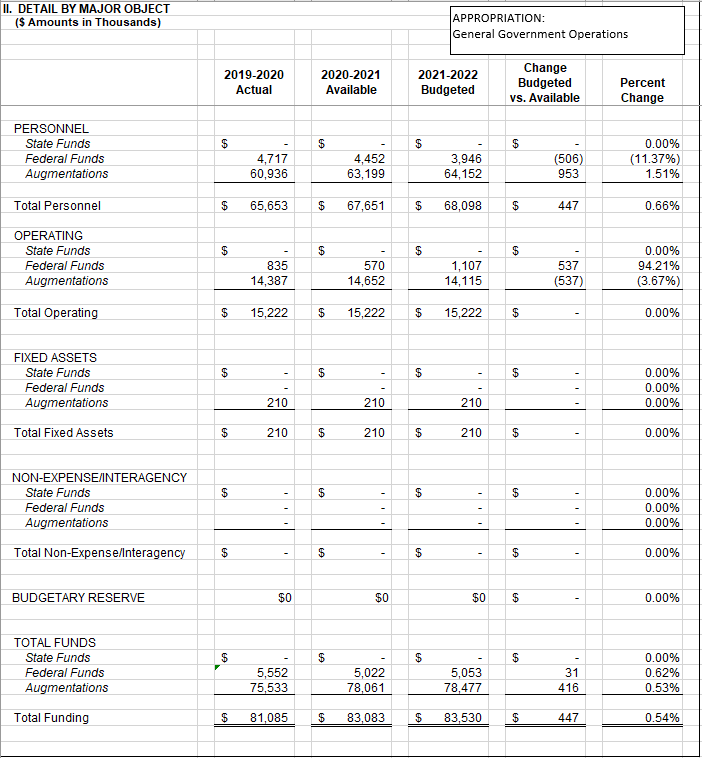 II. DETAIL BY MAJOR OBJECT
($ Amounts in Thousands)
APPROPRIATION:
General Government Operations
2019-2020 2020-2021 2021-2022 Change
Actual Available Budgeted Budgeted Percent
vs. Available Change
PERSONNEL
State Funds $ - $ - $ - $ - 0.00%
Federal Funds 4,717 4,452 3,946 (506) (11.37%)
Augmentations 60,936 63,199 64,152 953 1.51%
Total Personnel $ 65,653 $ 67,651 $ 68,098 $ 447 0.66%
OPERATING
State Funds $ - $ - $ - $ - 0.00%
Federal Funds 835 570 1,107 537 94.21%
Augmentations 14,387 14,652 14,115 (537) (3.67%)
Total Operating $ 15,222 $ 15,222 $ 15,222 $ - 0.00%
FIXED ASSETS
State Funds $ - $ - $ - $ - 0.00%
Federal Funds - - - - 0.00%
Augmentations 210 210 210 - 0.00%
Total Fixed Assets $ 210 $ 210 $ 210 $ - 0.00%
NON-EXPENSE/INTERAGENCY
State Funds $ - $ - $ - $ - 0.00%
Federal Funds - - - - 0.00%
Augmentations - - - - 0.00%
Total Non-Expense/Interagency $ - $ - $ - $ - 0.00%
BUDGETARY RESERVE $0 $0 $0 $ - 0.00%
TOTAL FUNDS
State Funds $ - $ - $ - $ - 0.00%
Federal Funds 5,552 5,022 5,053 31 0.62%
Augmentations 75,533 78,061 78,477 416 0.53%
Total Funding $ 81,085 $ 83,083 $ 83,530 $ 447 0.54%